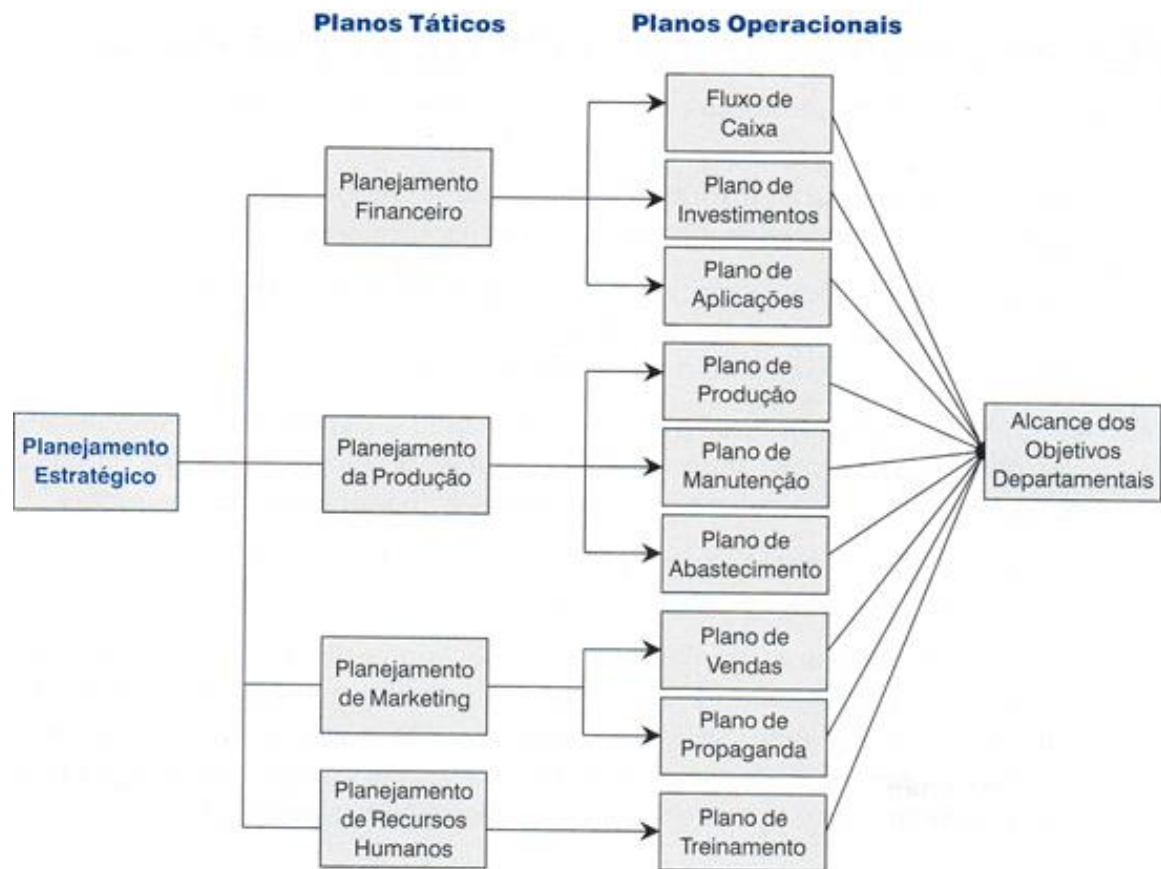 Planos Táticos
Planos Operacionais
Fluxo de
Caixa
Planejamento
Financeiro
Plano de
Investimentos
Plano de
Aplicações
Plano de
Produção
Planejamento
Estratégico
Planejamento
da Produção
Plano de
Manutenção
Alcance dos
Objetivos
Departamentais
Plano de
Abastecimento
Planejamento
de Marketing
Plano de
Vendas
Plano de
Propaganda
Planejamento
de Recursos
Humanos
Plano de
Treinamento